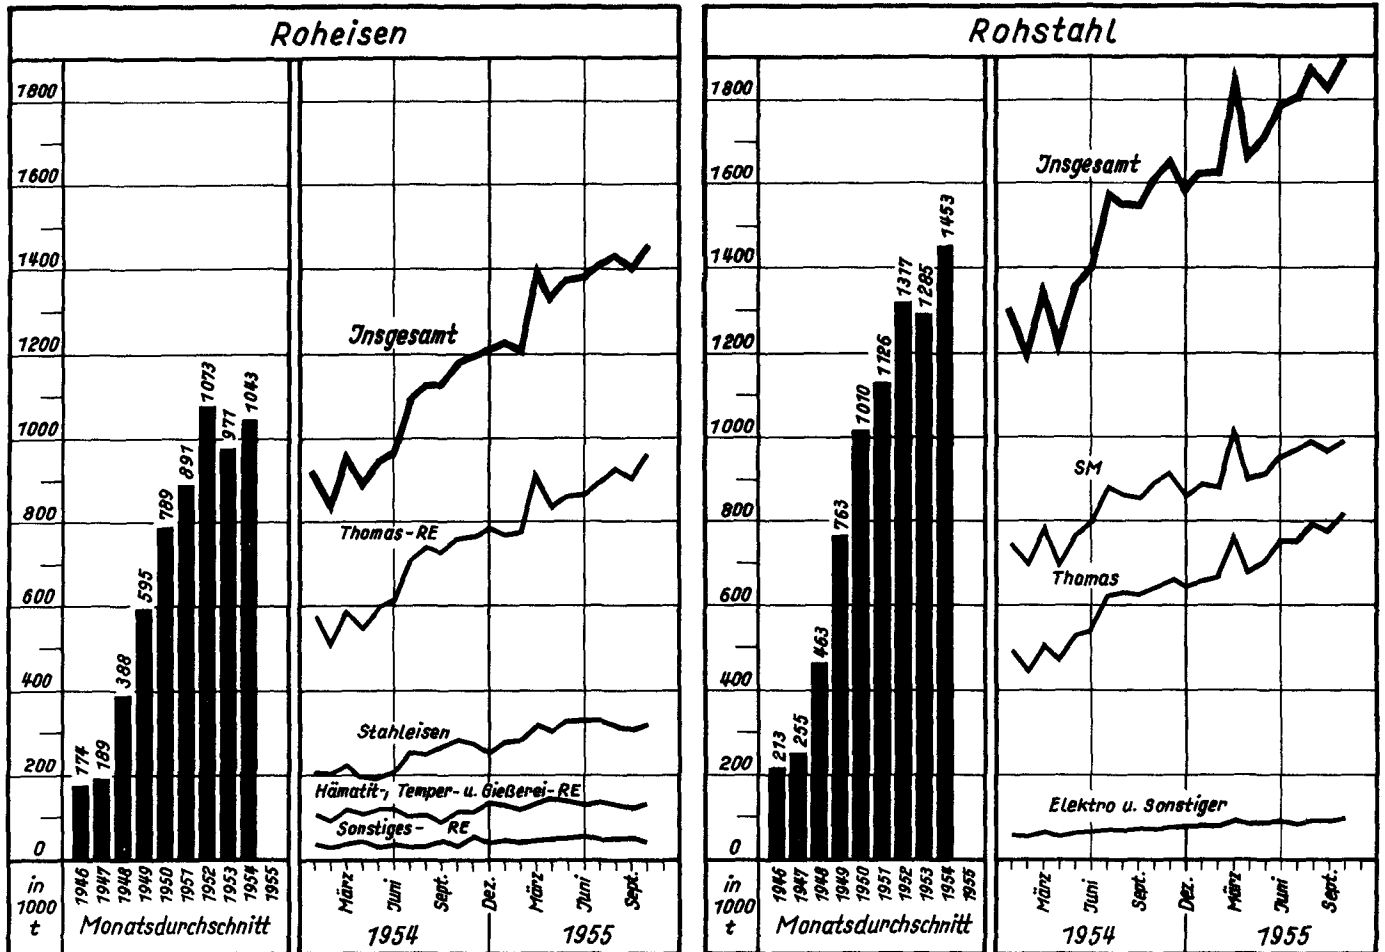 Roheisen
1800
1600
1400
1200
1000
800
600
400
200
0
in
1000
t
174
189
388
595
789
891
1073
977
1043
1946
1947
1948
1949
1950
1951
1952
1953
1954
1955
Monatsdurchschnitt
Insgesamt
Thomas-RE
Stahleisen
Hämatit-, Temper- u. Gießerei-RE
Sonstiges- RE
März
Juni
Sept.
Dez.
März
Juni
Sept.
1954
1955
Rohstahl
1800
1600
1400
1200
1000
800
600
400
200
0
in
1000
t
213
255
463
763
1010
1126
1317
1285
1453
1946
1947
1948
1949
1950
1951
1952
1953
1954
1955
Monatsdurchschnitt
Insgesamt
SM
Thomas
Elektro u. Sonstiger
März
Juni
Sept.
Dez.
März
Juni
Sept.
1954
1955